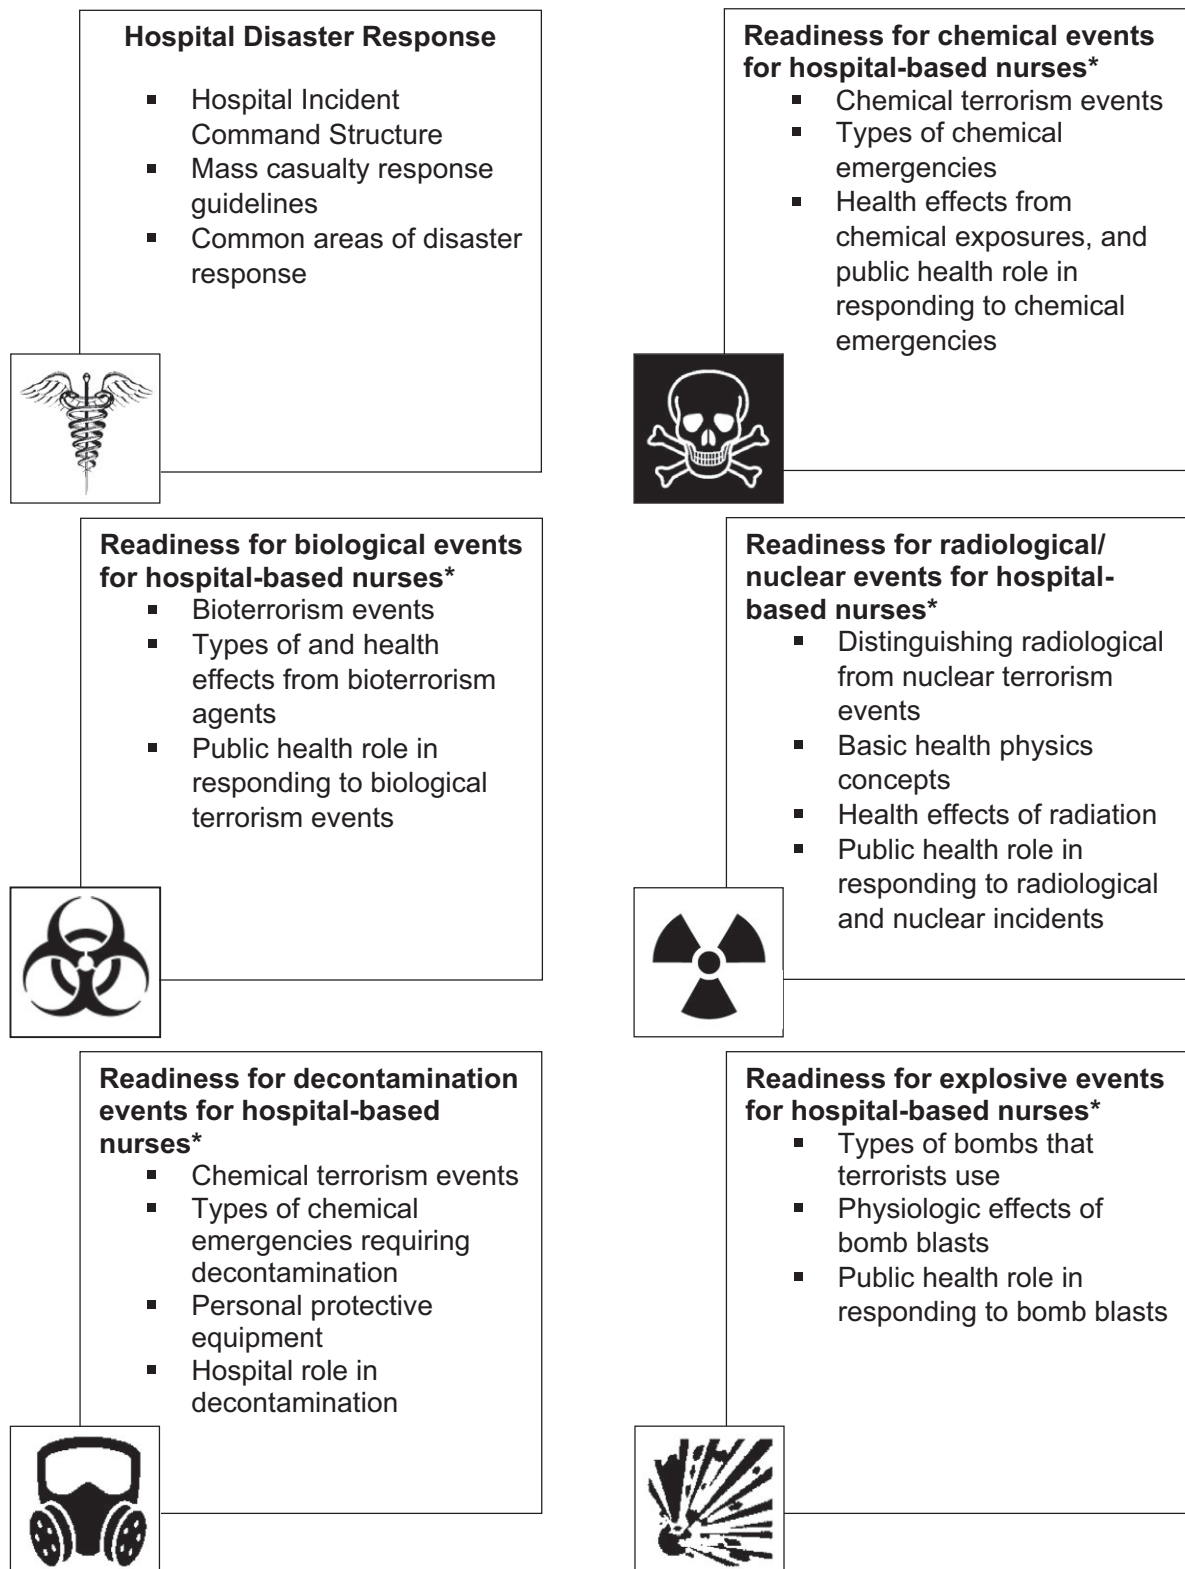 Hospital Disaster Response
▪ Hospital Incident
Command Structure
▪ Mass casualty response
guidelines
▪ Common areas of disaster
response
Readiness for chemical events
for hospital-based nurses*
▪ Chemical terrorism events
▪ Types of chemical
emergencies
▪ Health effects from
chemical exposures, and
public health role in
responding to chemical
emergencies
Readiness for biological events
for hospital-based nurses*
▪ Bioterrorism events
▪ Types of and health
effects from bioterrorism
agents
▪ Public health role in
responding to biological
terrorism events
Readiness for radiological/
nuclear events for hospital-
based nurses*
▪ Distinguishing radiological
from nuclear terrorism
events
▪ Basic health physics
concepts
▪ Health effects of radiation
▪ Public health role in
responding to radiological
and nuclear incidents
Readiness for decontamination
events for hospital-based
nurses*
▪ Chemical terrorism events
▪ Types of chemical
emergencies requiring
decontamination
▪ Personal protective
equipment
▪ Hospital role in
decontamination
Readiness for explosive events
for hospital-based nurses*
▪ Types of bombs that
terrorists use
▪ Physiologic effects of
bomb blasts
▪ Public health role in
responding to bomb blasts